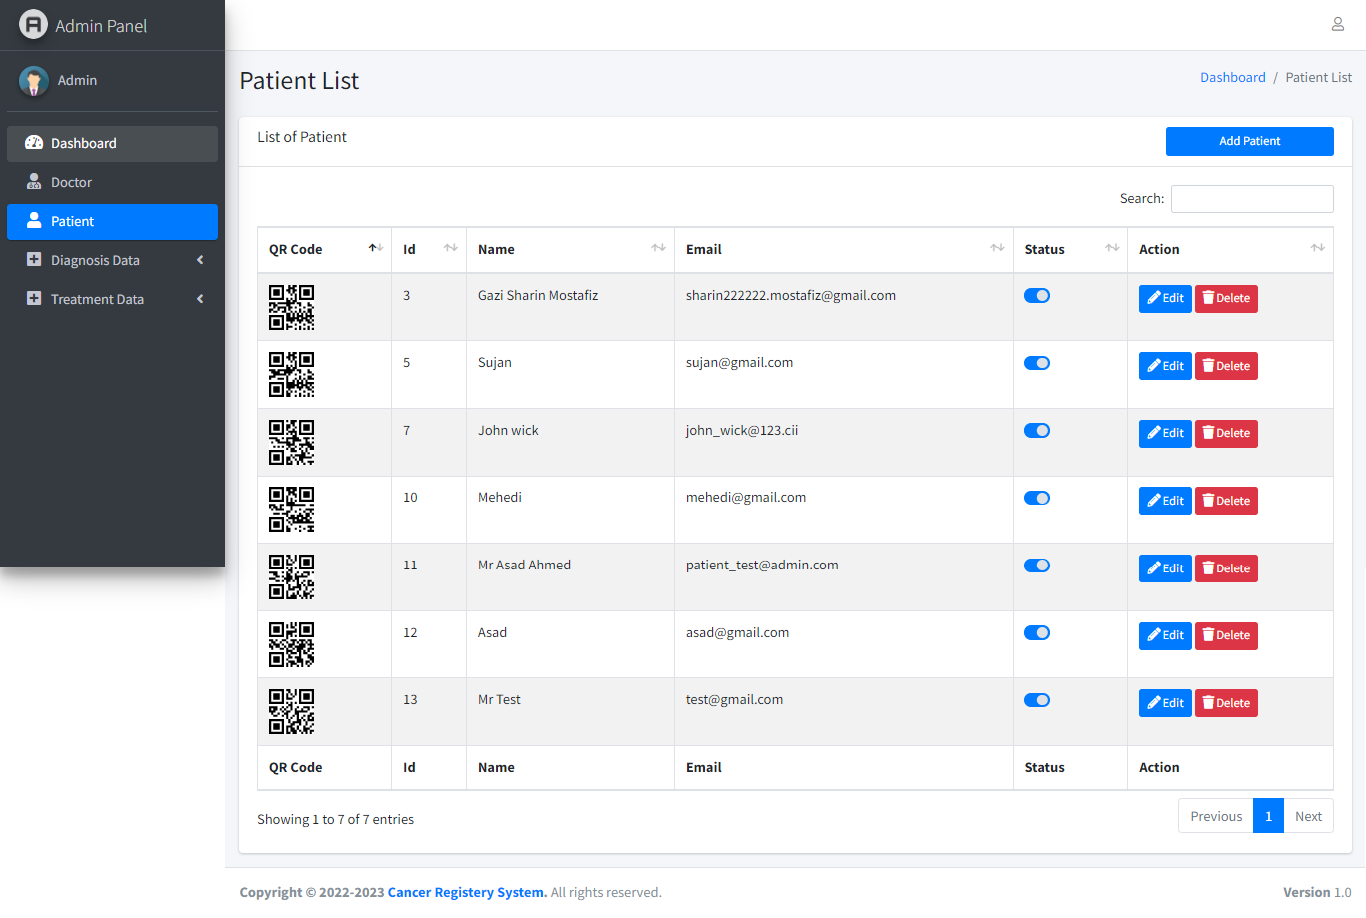 Admin Panel
Admin
Dashboard
Doctor
Patient
Diagnosis Data
Treatment Data
Patient List
Dashboard / Patient List
List of Patient
Add Patient
Search:
QR Code Id Name Email Status Action
3 Gazi Sharin Mostafiz sharin222222.mostafiz@gmail.com Edit Delete
5 Sujan sujan@gmail.com Edit Delete
7 John wick john_wick@123.cii Edit Delete
10 Mehedi mehedi@gmail.com Edit Delete
11 Mr Asad Ahmed patient_test@admin.com Edit Delete
12 Asad asad@gmail.com Edit Delete
13 Mr Test test@gmail.com Edit Delete
QR Code Id Name Email Status Action
Showing 1 to 7 of 7 entries
Previous 1 Next
Copyright © 2022-2023 Cancer Registery System. All rights reserved.
Version 1.0